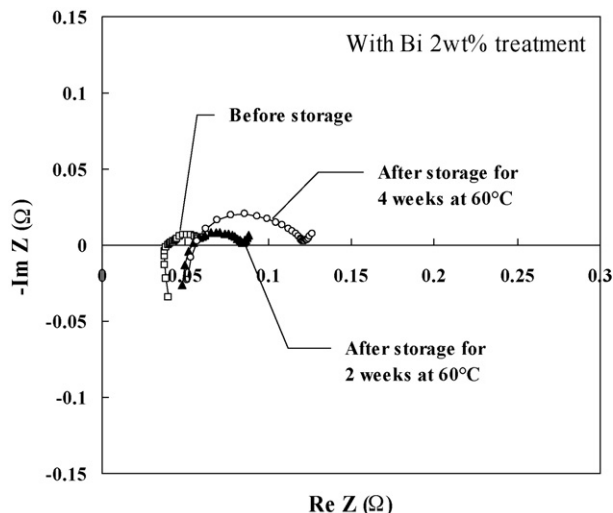 With Bi 2wt% treatment
0.15
0.1
0.05
0
-0.05
-0.1
-0.15
-Im Z (Ω)
Before storage
After storage for
4 weeks at 60°C
After storage for
2 weeks at 60°C
0 0.05 0.1 0.15 0.2 0.25 0.3
Re Z (Ω)